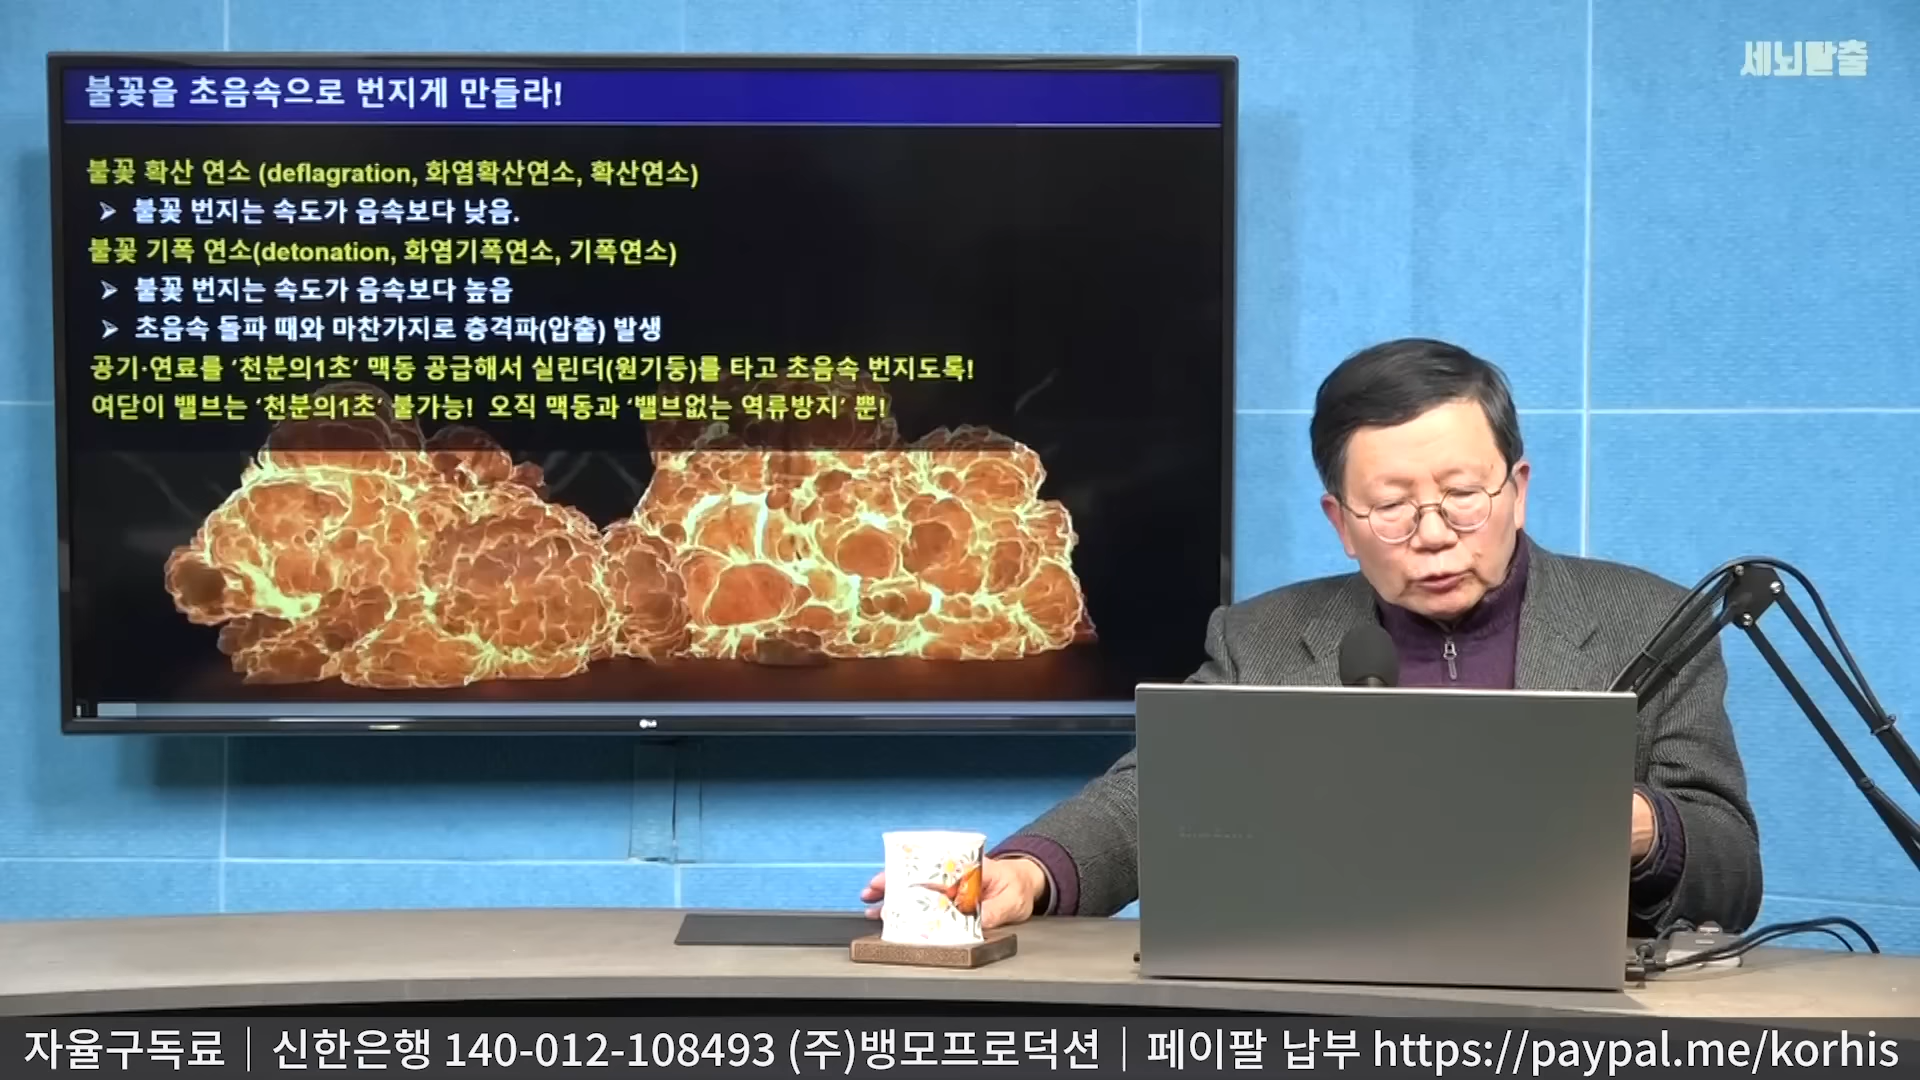 세뇌탈출
불꽃을 초음속으로 번지게 만들라!
불꽃 확산 연소 (deflagration, 화염확산연소, 확산연소)
➢ 불꽃 번지는 속도가 음속보다 낮음.
불꽃 기폭 연소(detonation, 화염기폭연소, 기폭연소)
➢ 불꽃 번지는 속도가 음속보다 높음
➢ 초음속 돌파 때와 마찬가지로 충격파(압출) 발생
공기·연료를 ‘천분의1초’ 맥동 공급해서 실린더(원기둥)를 타고 초음속 번지도록!
여닫이 밸브는 ‘천분의1초’ 불가능! 오직 맥동과 ‘밸브없는 역류방지’ 뿐!
LG
자율구독료│신한은행 140-012-108493 (주)뱅모프로덕션│페이팔 납부 https://paypal.me/korhis